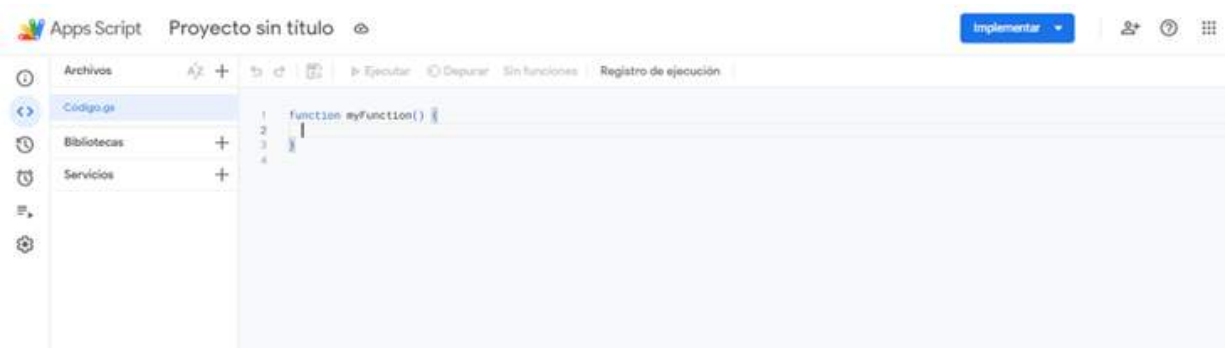 Apps Script Proyecto sin título
Implementar
Archivos
Ejecutar Depurar Sin funciones Registro de ejecución
Código.gs
Bibliotecas
Servicios
1 function myFunction() {
2
3 }
4